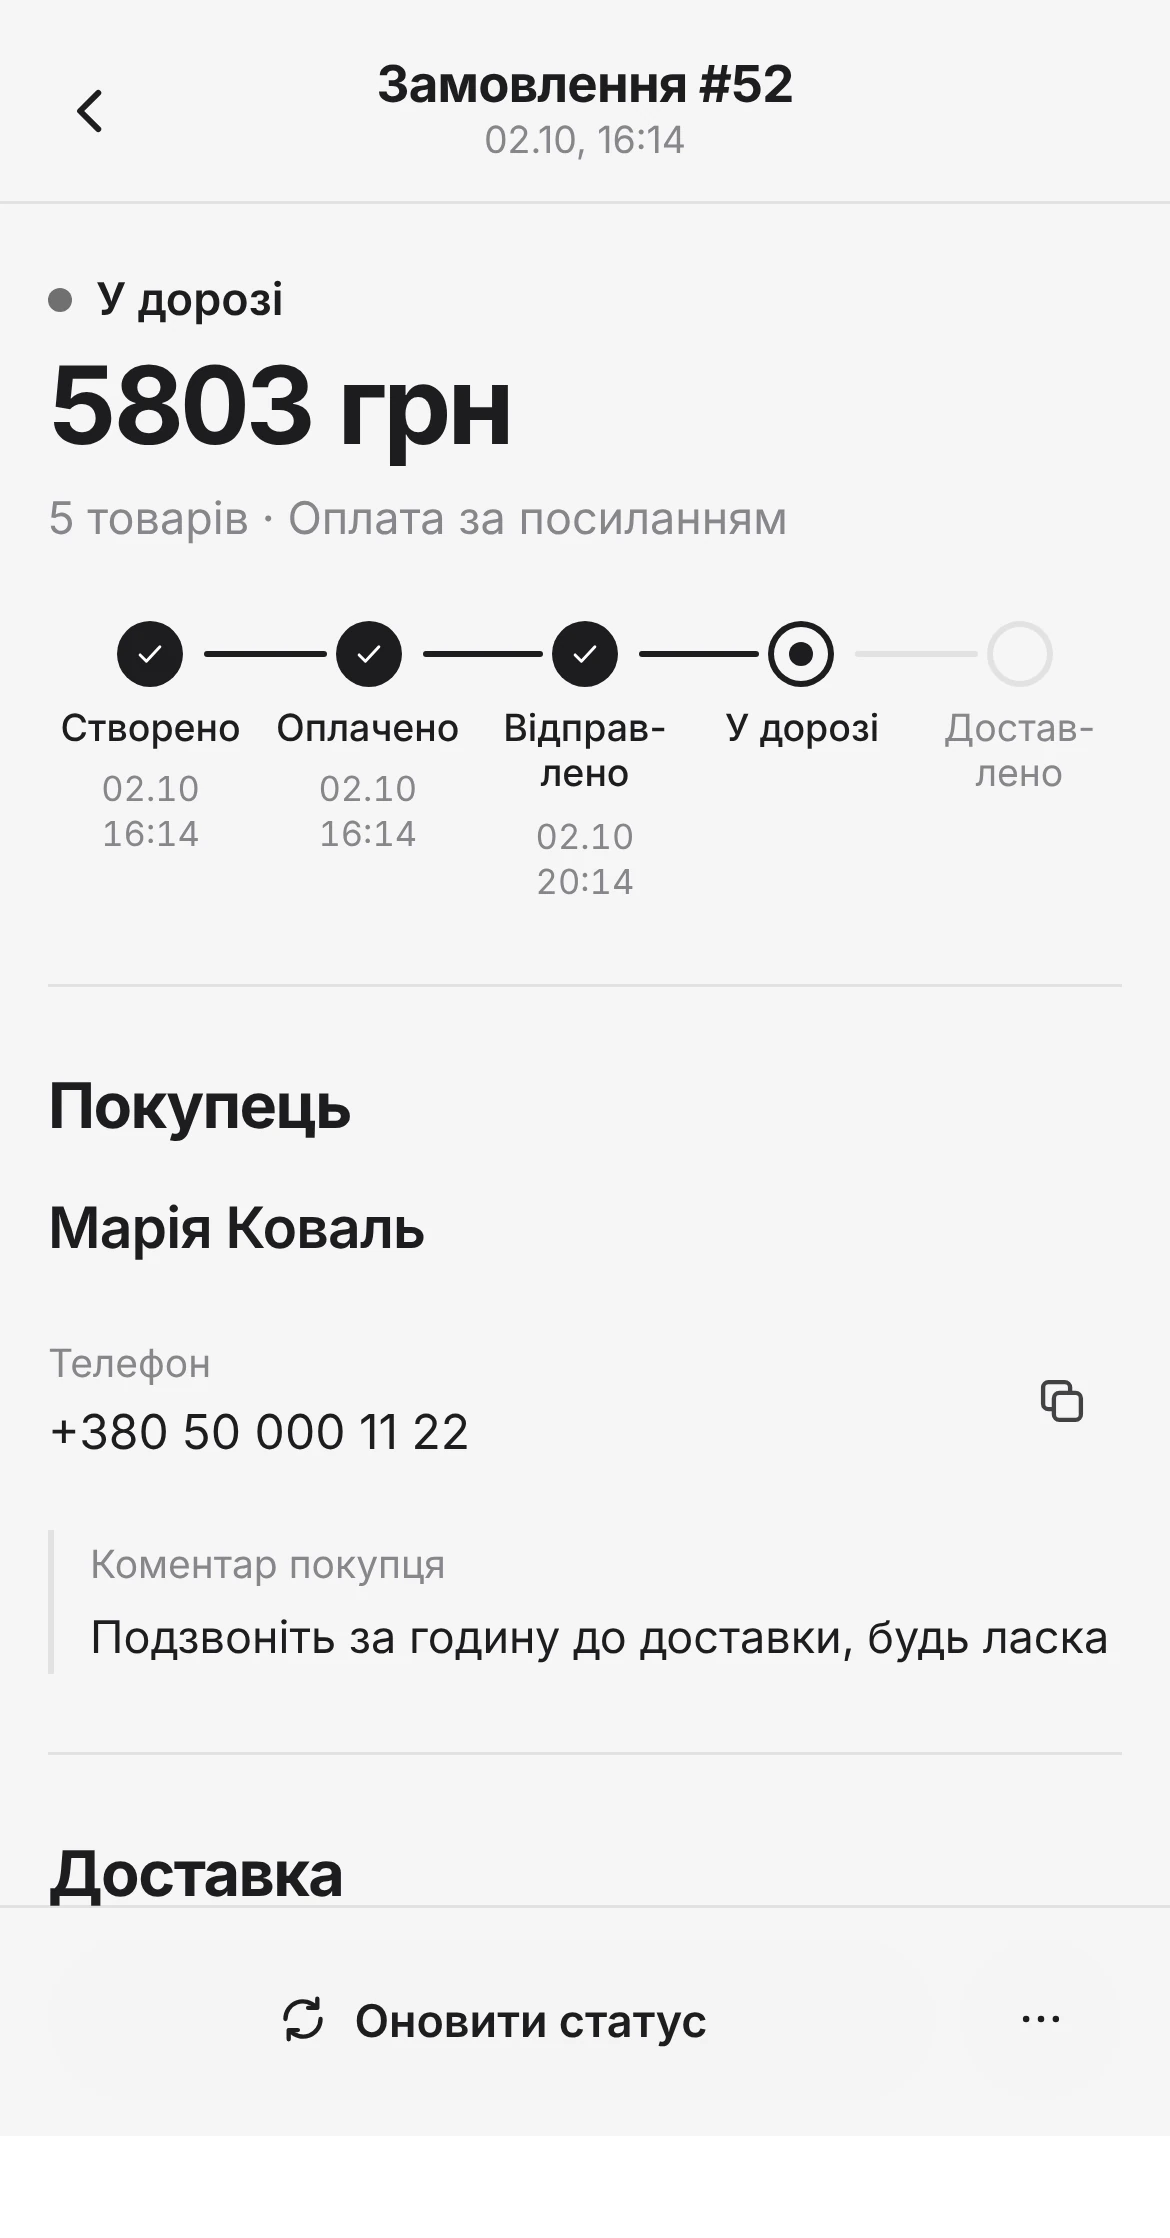 Замовлення #52
02.10, 16:14
У дорозі
5803 грн
5 товарів · Оплата за посиланням
Створено
02.10
16:14
Оплачено
02.10
16:14
Відправ-
лено
02.10
20:14
У дорозі
Достав-
лено
Покупець
Марія Коваль
Телефон
+380 50 000 11 22
Коментар покупця
Подзвоніть за годину до доставки, будь ласка
Доставка
Оновити статус